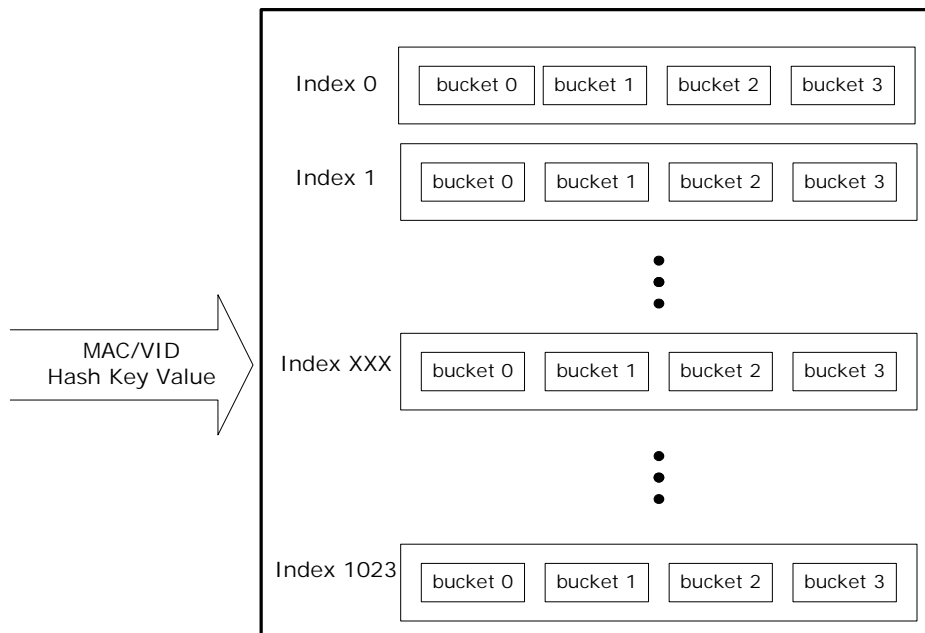 Index 0
bucket 0 bucket 1 bucket 2 bucket 3
Index 1
bucket 0 bucket 1 bucket 2 bucket 3
MAC/VID
Hash Key Value
Index XXX
bucket 0 bucket 1 bucket 2 bucket 3
Index 1023
bucket 0 bucket 1 bucket 2 bucket 3